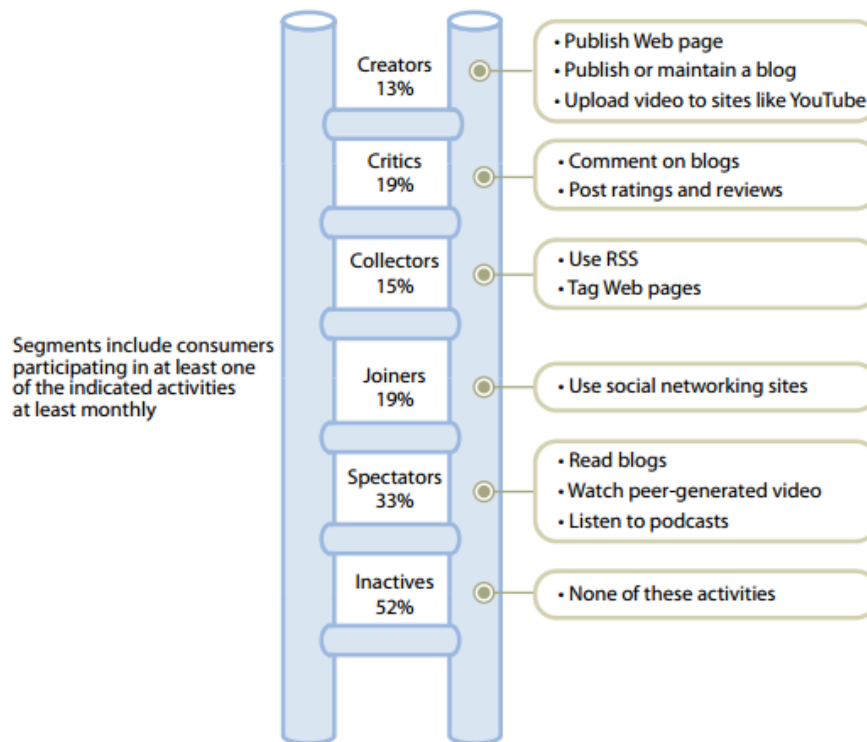 Creators
13%
• Publish Web page
• Publish or maintain a blog
• Upload video to sites like YouTube
Critics
19%
• Comment on blogs
• Post ratings and reviews
Collectors
15%
• Use RSS
• Tag Web pages
Segments include consumers
participating in at least one
of the indicated activities
at least monthly
Joiners
19%
• Use social networking sites
Spectators
33%
• Read blogs
• Watch peer-generated video
• Listen to podcasts
Inactives
52%
• None of these activities